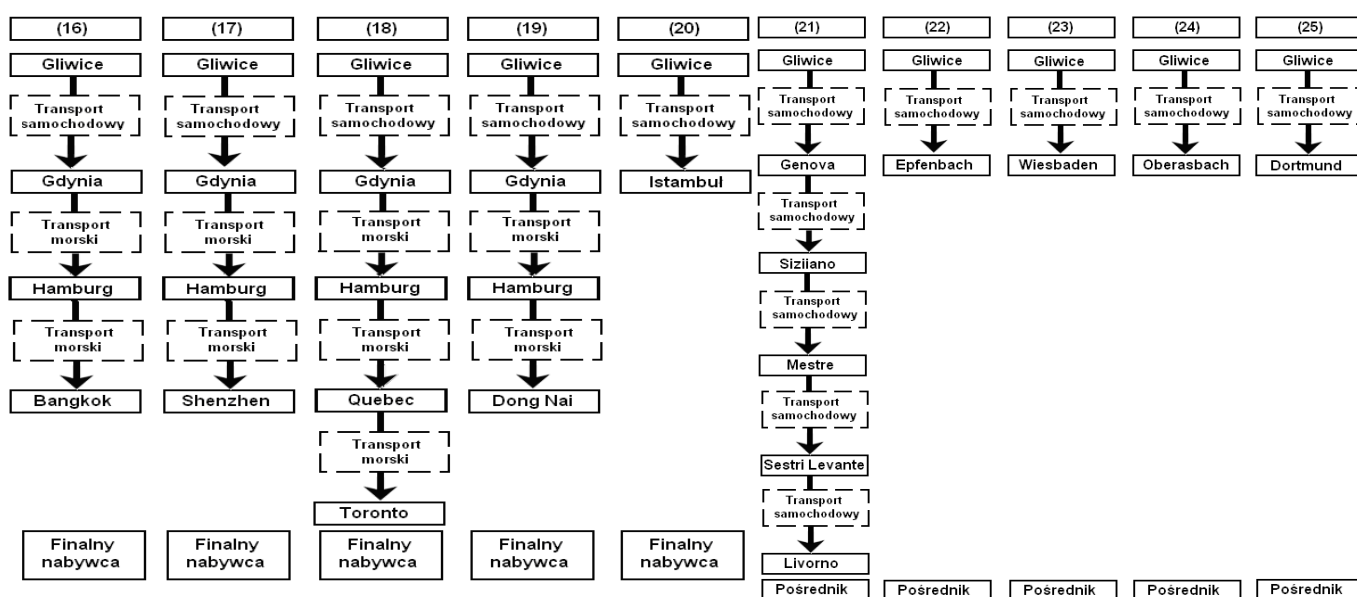 (16)
Gliwice
Transport
samochodowy
Gdynia
Transport
morski
Hamburg
Transport
morski
Bangkok
Finalny
nabywca
(17)
Gliwice
Transport
samochodowy
Gdynia
Transport
morski
Hamburg
Transport
morski
Shenzhen
Finalny
nabywca
(18)
Gliwice
Transport
samochodowy
Gdynia
Transport
morski
Hamburg
Transport
morski
Quebec
Transport
morski
Toronto
Finalny
nabywca
(19)
Gliwice
Transport
samochodowy
Gdynia
Transport
morski
Hamburg
Transport
morski
Dong Nai
Finalny
nabywca
(20)
Gliwice
Transport
samochodowy
Istambuł
Finalny
nabywca
(21)
Gliwice
Transport
samochodowy
Genova
Transport
samochodowy
Siziiano
Transport
samochodowy
Mestre
Transport
samochodowy
Sestri Levante
Transport
samochodowy
Livorno
Pośrednik
(22)
Gliwice
Transport
samochodowy
Epfenbach
Pośrednik
(23)
Gliwice
Transport
samochodowy
Wiesbaden
Pośrednik
(24)
Gliwice
Transport
samochodowy
Oberasbach
Pośrednik
(25)
Gliwice
Transport
samochodowy
Dortmund
Pośrednik